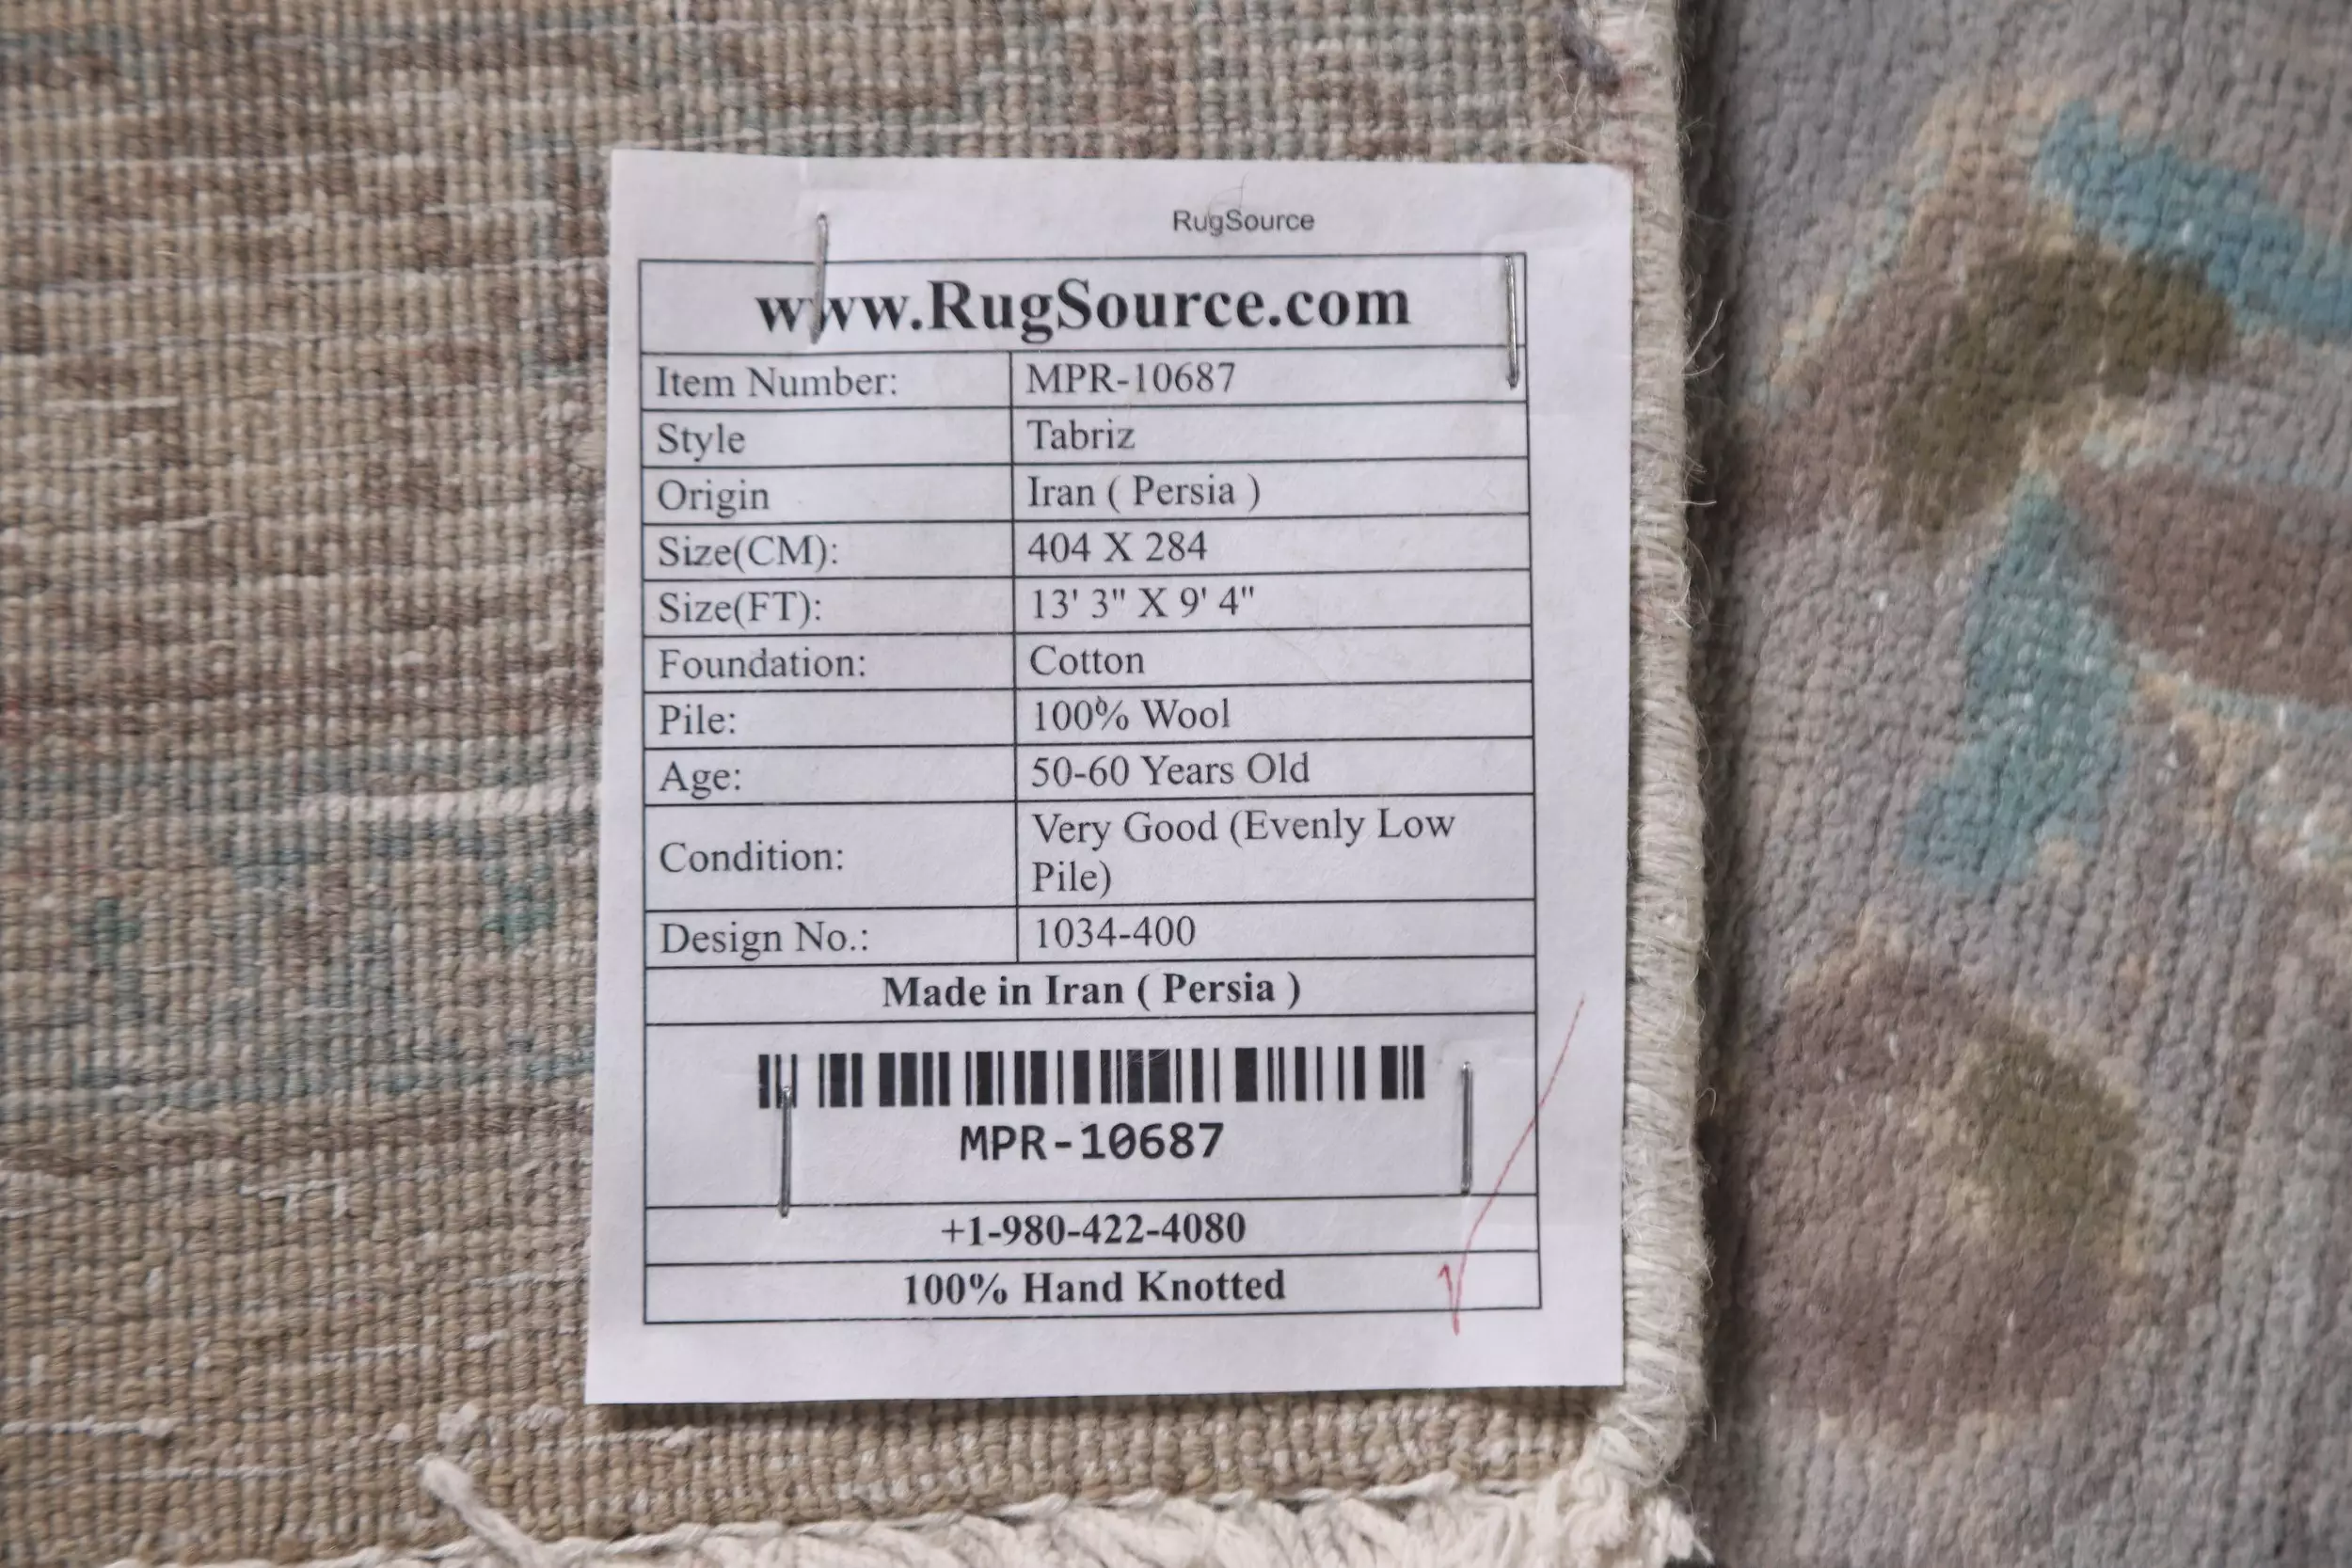 RugSource
www.RugSource.com
Item Number: MPR-10687
Style Tabriz
Origin Iran ( Persia )
Size(CM): 404 X 284
Size(FT): 13' 3" X 9' 4"
Foundation: Cotton
Pile: 100% Wool
Age: 50-60 Years Old
Condition: Very Good (Evenly Low
Pile)
Design No.: 1034-400
Made in Iran ( Persia )
MPR-10687
+1-980-422-4080
100% Hand Knotted